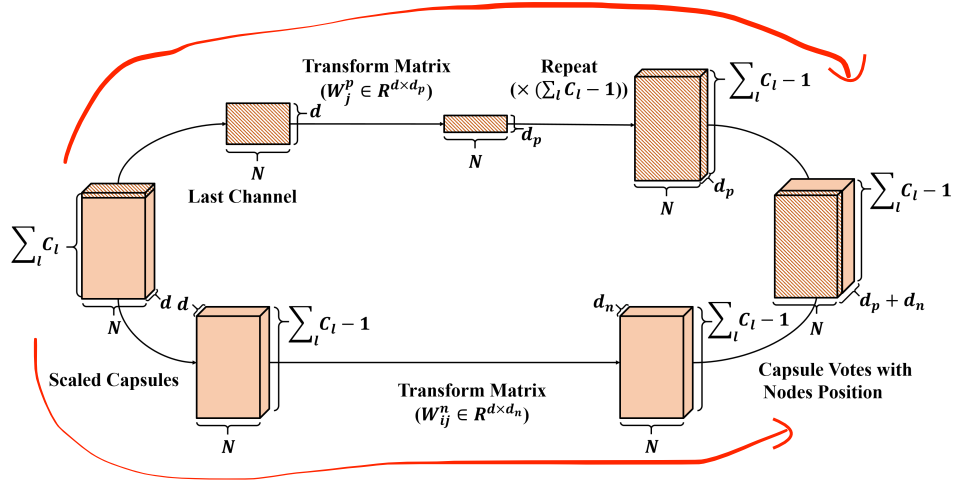 Transform Matrix
(W_j^p ∈ R^{d×d_p})
Repeat
(× (∑_l C_l − 1))
∑_l C_l − 1
d
d_p
N
N
Last Channel
N
d_p
∑_l C_l
∑_l C_l − 1
N
d
Scaled Capsules
d
∑_l C_l − 1
N
Transform Matrix
(W_{ij}^n ∈ R^{d×d_n})
d_n
∑_l C_l − 1
N
N
d_p + d_n
Capsule Votes with
Nodes Position